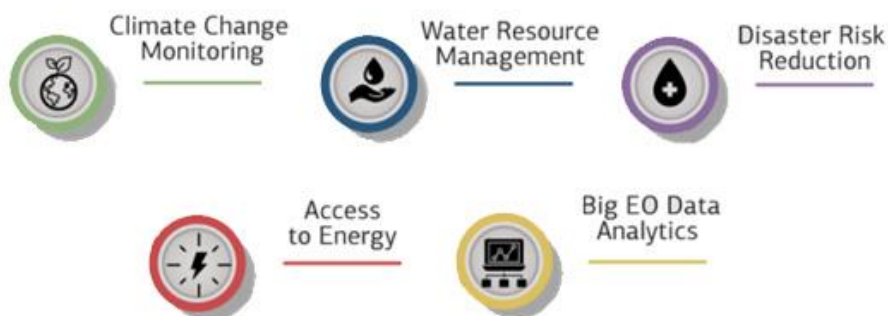 Climate Change
Monitoring
Water Resource
Management
Disaster Risk
Reduction
Access
to Energy
Big EO Data
Analytics